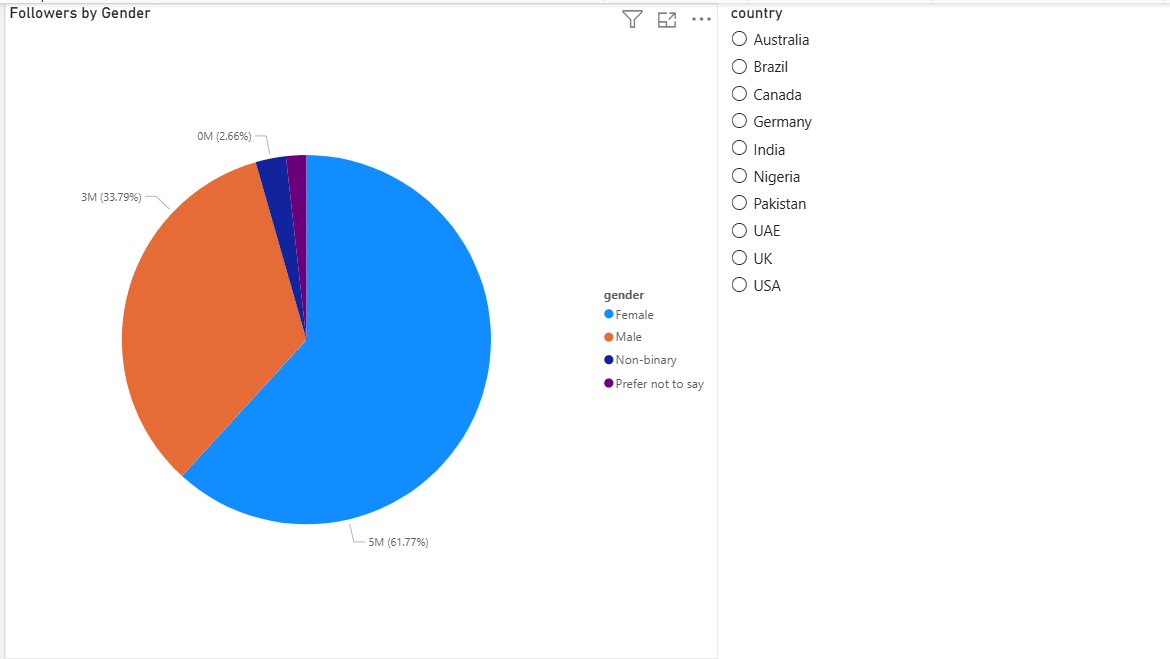 Followers by Gender
0M (2.66%)
3M (33.79%)
5M (61.77%)
gender
Female
Male
Non-binary
Prefer not to say
country
Australia
Brazil
Canada
Germany
India
Nigeria
Pakistan
UAE
UK
USA